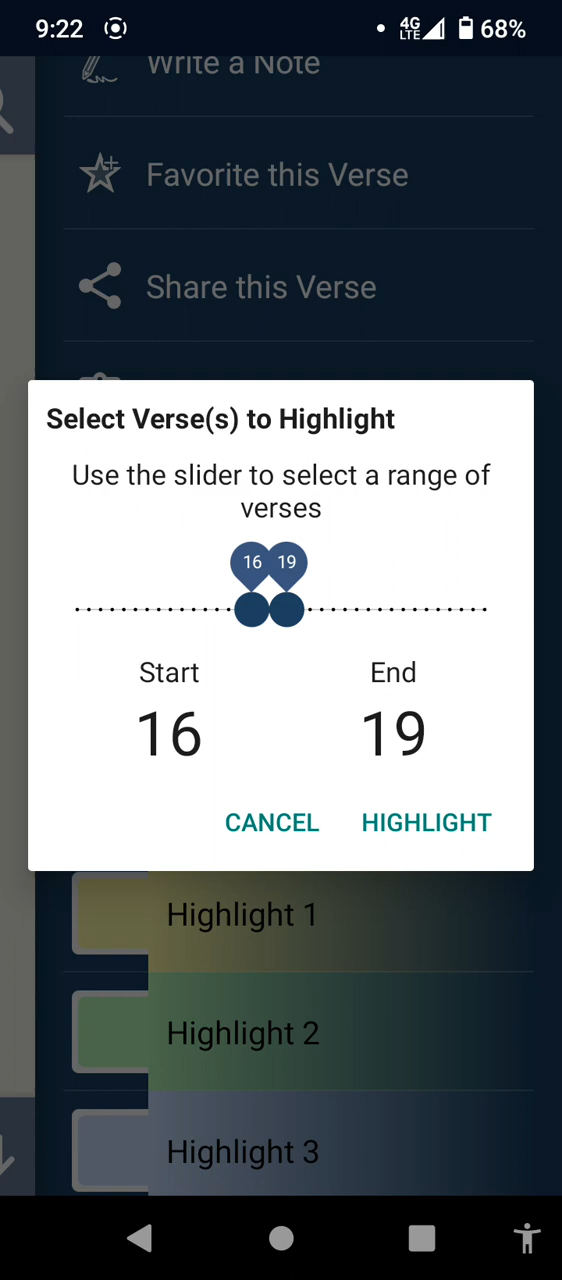 9:22
4G
LTE
68%
Write a Note
Favorite this Verse
Share this Verse
Select Verse(s) to Highlight
Use the slider to select a range of
verses
16 19
Start End
16 19
CANCEL HIGHLIGHT
Highlight 1
Highlight 2
Highlight 3